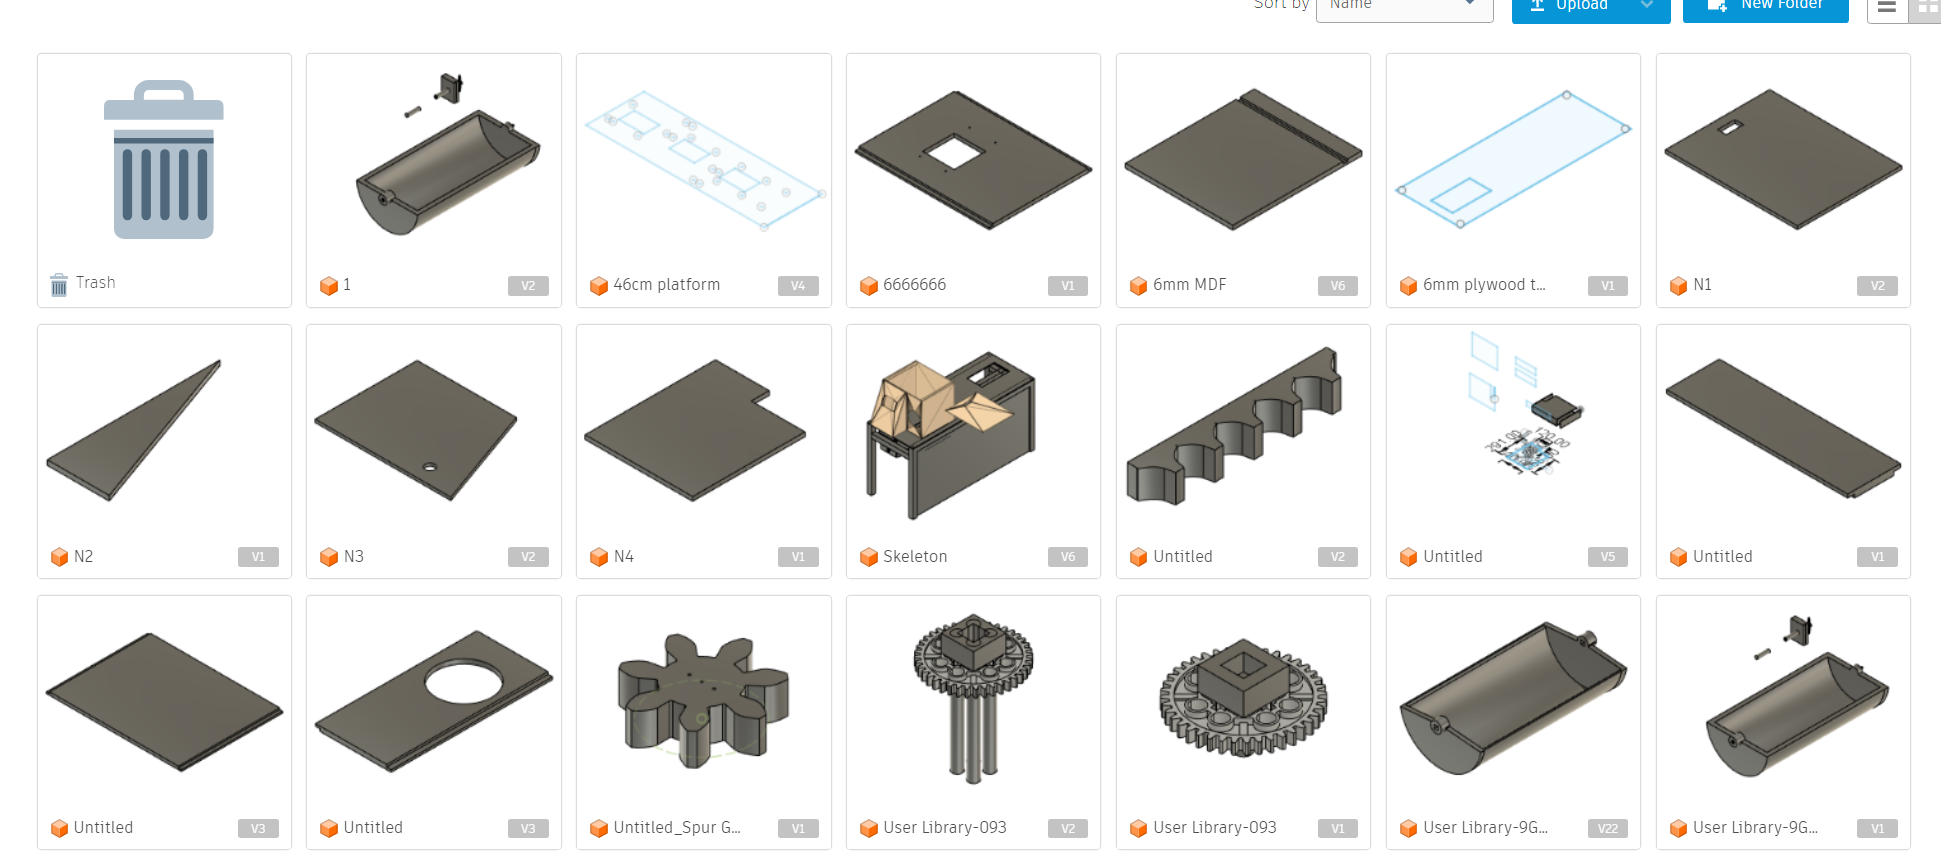 Sort by Name Upload New Folder
Trash
1 V2
46cm platform V4
6666666 V1
6mm MDF V6
6mm plywood t... V1
N1 V2
N2 V1
N3 V2
N4 V1
Skeleton V6
Untitled V2
Untitled V5
Untitled V1
Untitled V3
Untitled V3
Untitled_Spur G... V1
User Library-093 V2
User Library-093 V1
User Library-9G... V22
User Library-9G... V1